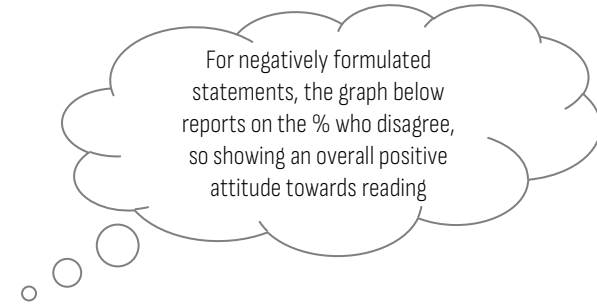 For negatively formulated
statements, the graph below
reports on the % who disagree,
so showing an overall positive
attitude towards reading